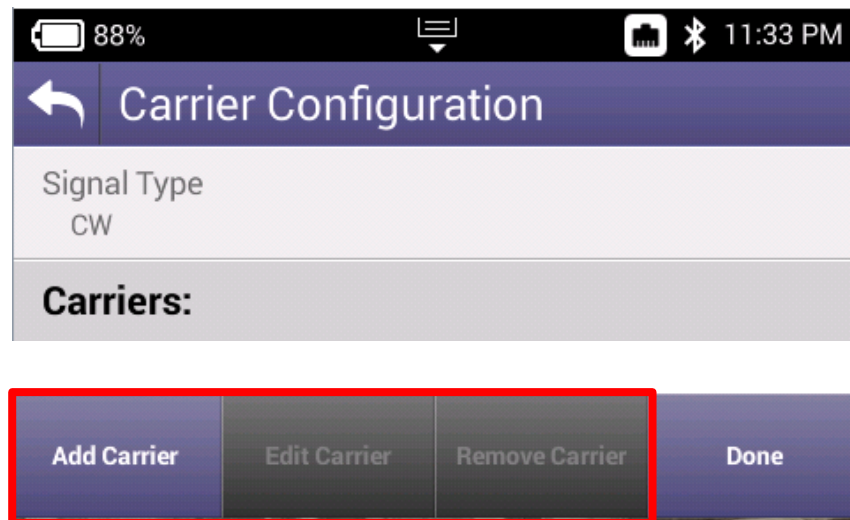 88% 11:33 PM
Carrier Configuration
Signal Type
CW
Carriers:
Add Carrier Edit Carrier Remove Carrier Done